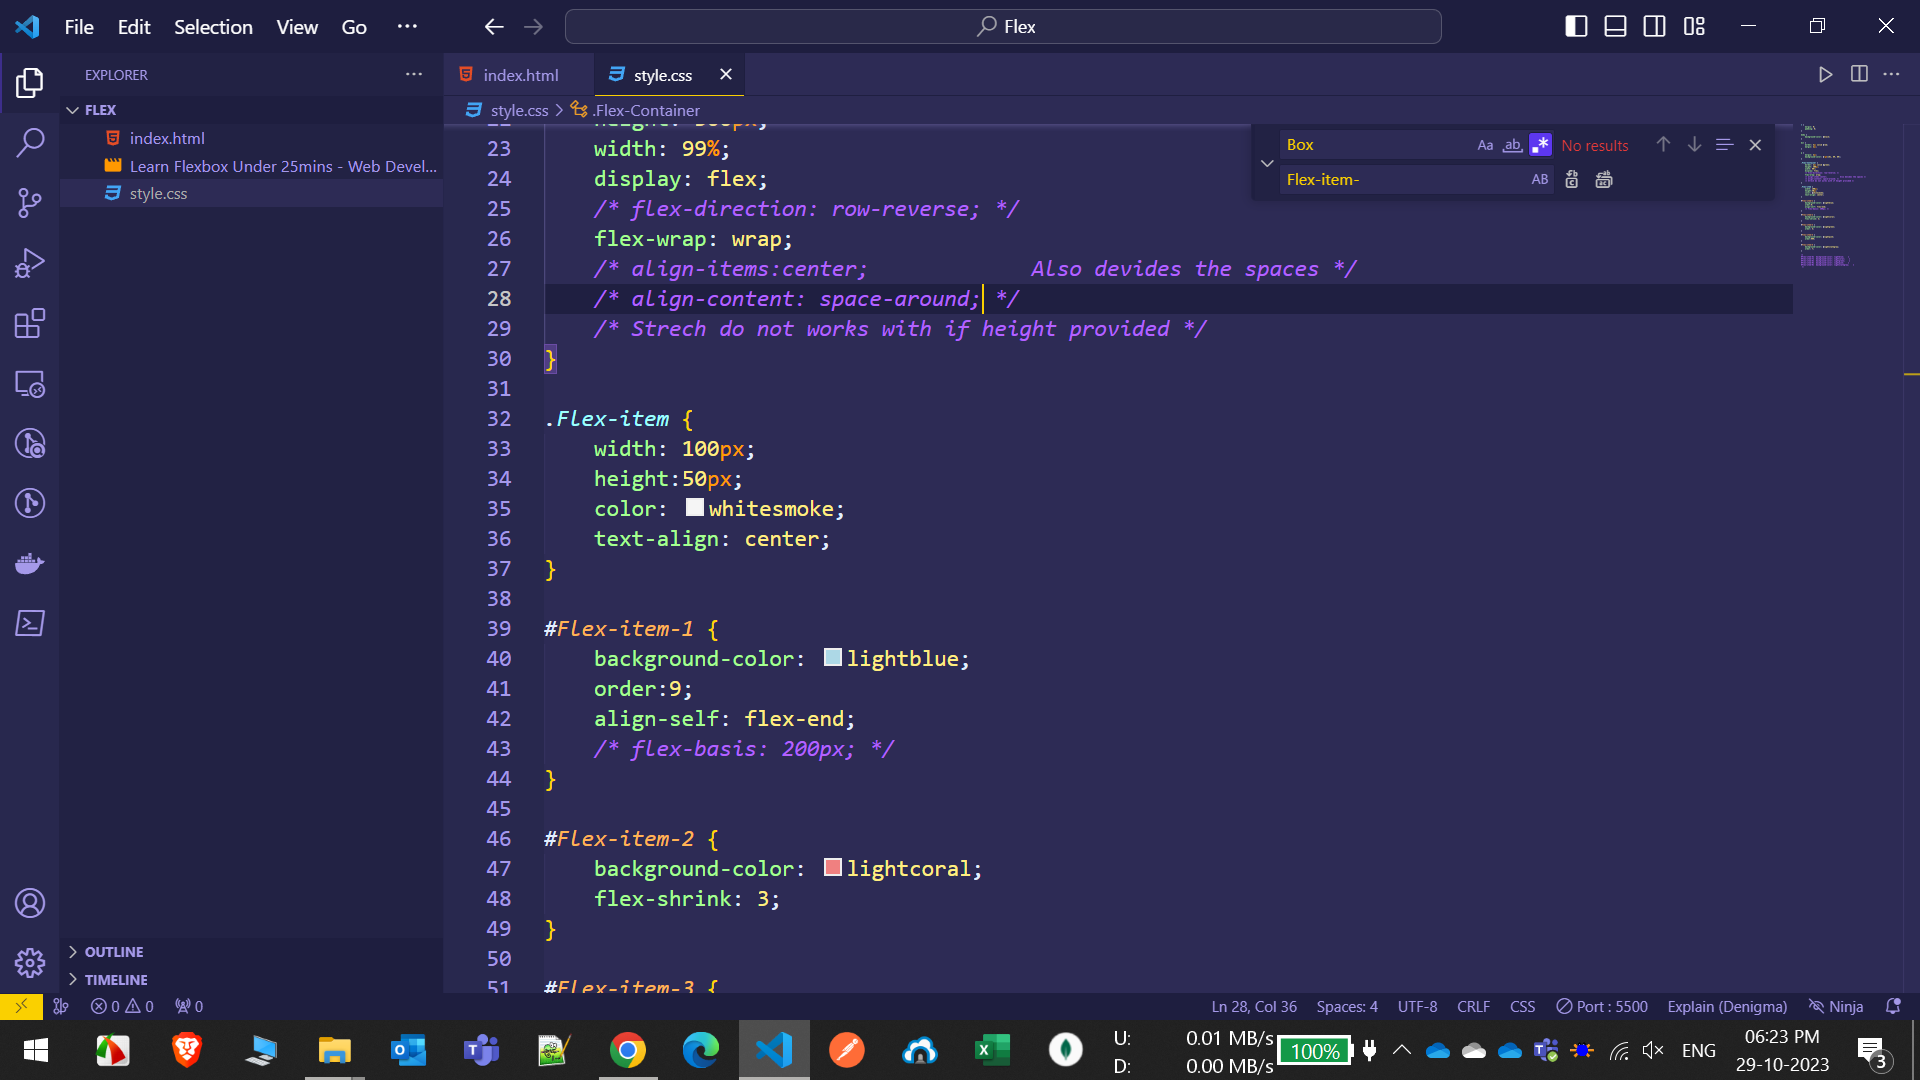 File Edit Selection View Go ···
Flex
EXPLORER ···
FLEX
index.html
Learn Flexbox Under 25mins - Web Devel...
style.css
OUTLINE
TIMELINE
index.html
style.css
style.css > .Flex-Container
Box Aa ab .* No results
Flex-item- AB
23 width: 99%;
24 display: flex;
25 /* flex-direction: row-reverse; */
26 flex-wrap: wrap;
27 /* align-items:center; Also devides the spaces */
28 /* align-content: space-around; */
29 /* Strech do not works with if height provided */
30 }
31
32 .Flex-item {
33 width: 100px;
34 height:50px;
35 color: whitesmoke;
36 text-align: center;
37 }
38
39 #Flex-item-1 {
40 background-color: lightblue;
41 order:9;
42 align-self: flex-end;
43 /* flex-basis: 200px; */
44 }
45
46 #Flex-item-2 {
47 background-color: lightcoral;
48 flex-shrink: 3;
49 }
50
51 #Flex-item-3 {
0 0 0
Ln 28, Col 36 Spaces: 4 UTF-8 CRLF CSS Port : 5500 Explain (Denigma) Ninja
U: 0.01 MB/s
D: 0.00 MB/s
100%
ENG
06:23 PM
29-10-2023
3